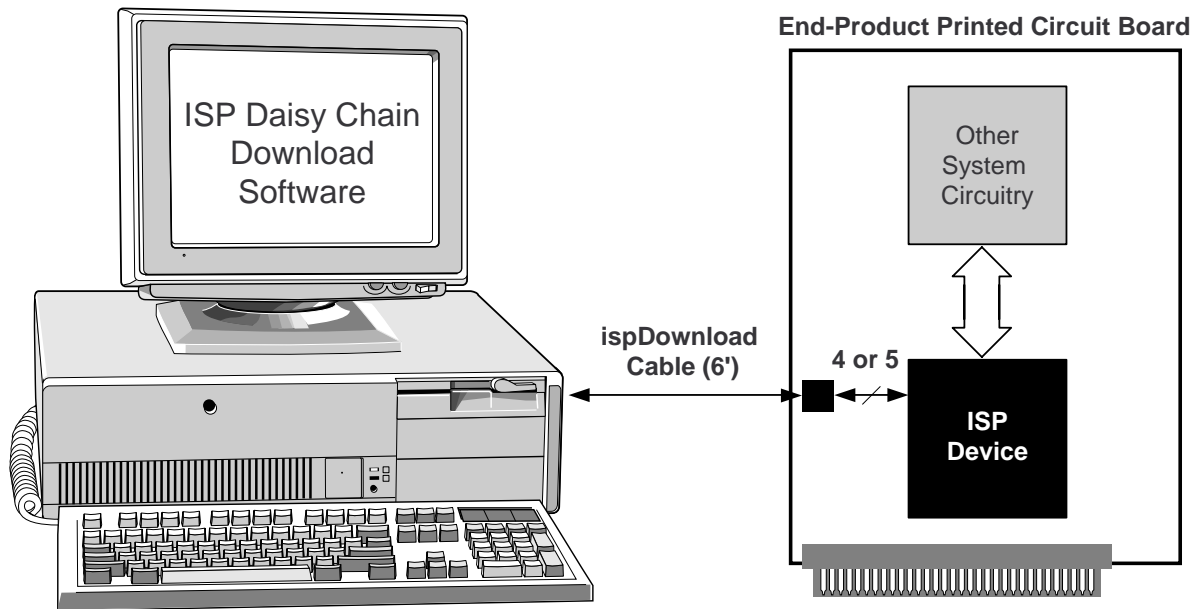 End-Product Printed Circuit Board
ISP Daisy Chain
Download
Software
Other
System
Circuitry
ispDownload
Cable (6')
4 or 5
ISP
Device